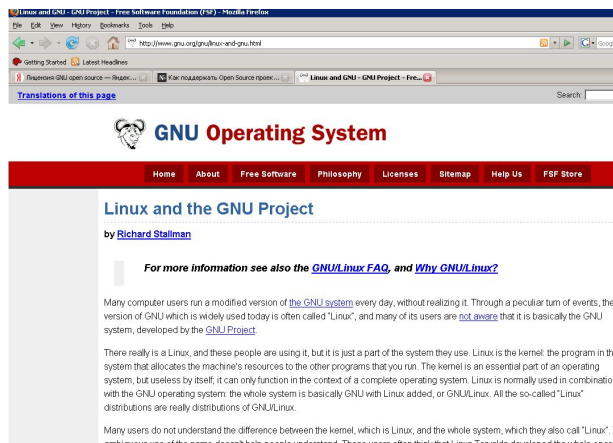 Linux and GNU - GNU Project - Free Software Foundation (FSF) - Mozilla Firefox
File Edit View History Bookmarks Tools Help
http://www.gnu.org/gnu/linux-and-gnu.html
Getting Started Latest Headlines
Лицензия GNU open source — Яндек... Как поддержать Open Source проек... Linux and GNU - GNU Project - Fre...
Translations of this page Search:
GNU Operating System
Home About Free Software Philosophy Licenses Sitemap Help Us FSF Store
Linux and the GNU Project
by Richard Stallman
For more information see also the GNU/Linux FAQ, and Why GNU/Linux?
Many computer users run a modified version of the GNU system every day, without realizing it. Through a peculiar turn of events, the
version of GNU which is widely used today is often called "Linux", and many of its users are not aware that it is basically the GNU
system, developed by the GNU Project.
There really is a Linux, and these people are using it, but it is just a part of the system they use. Linux is the kernel: the program in th
system that allocates the machine's resources to the other programs that you run. The kernel is an essential part of an operating
system, but useless by itself; it can only function in the context of a complete operating system. Linux is normally used in combinatio
with the GNU operating system: the whole system is basically GNU with Linux added, or GNU/Linux. All the so-called "Linux"
distributions are really distributions of GNU/Linux.
Many users do not understand the difference between the kernel, which is Linux, and the whole system, which they also call "Linux".